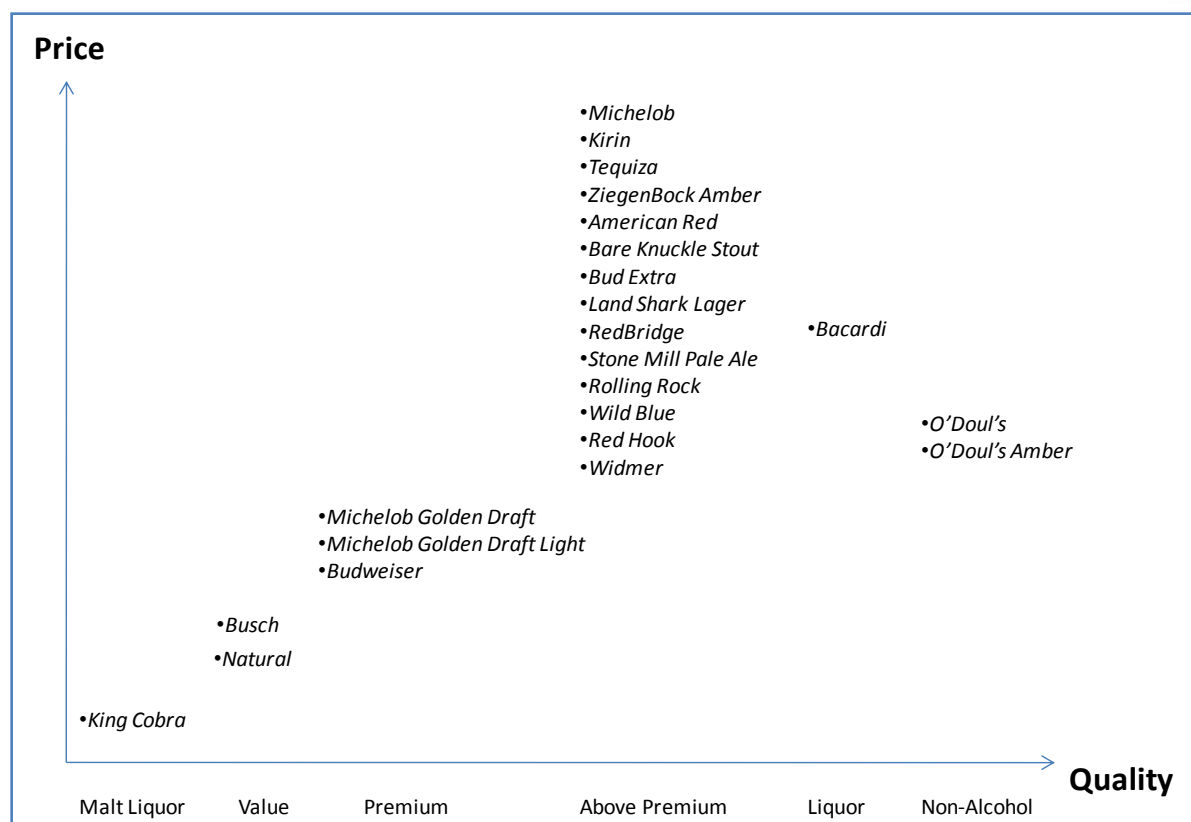 Price
•Michelob
•Kirin
•Tequiza
•ZiegenBock Amber
•American Red
•Bare Knuckle Stout
•Bud Extra
•Land Shark Lager
•RedBridge
•Stone Mill Pale Ale
•Rolling Rock
•Wild Blue
•Red Hook
•Widmer
•Bacardi
•O’Doul’s
•O’Doul’s Amber
•Michelob Golden Draft
•Michelob Golden Draft Light
•Budweiser
•Busch
•Natural
•King Cobra
Quality
Malt Liquor Value Premium Above Premium Liquor Non-Alcohol